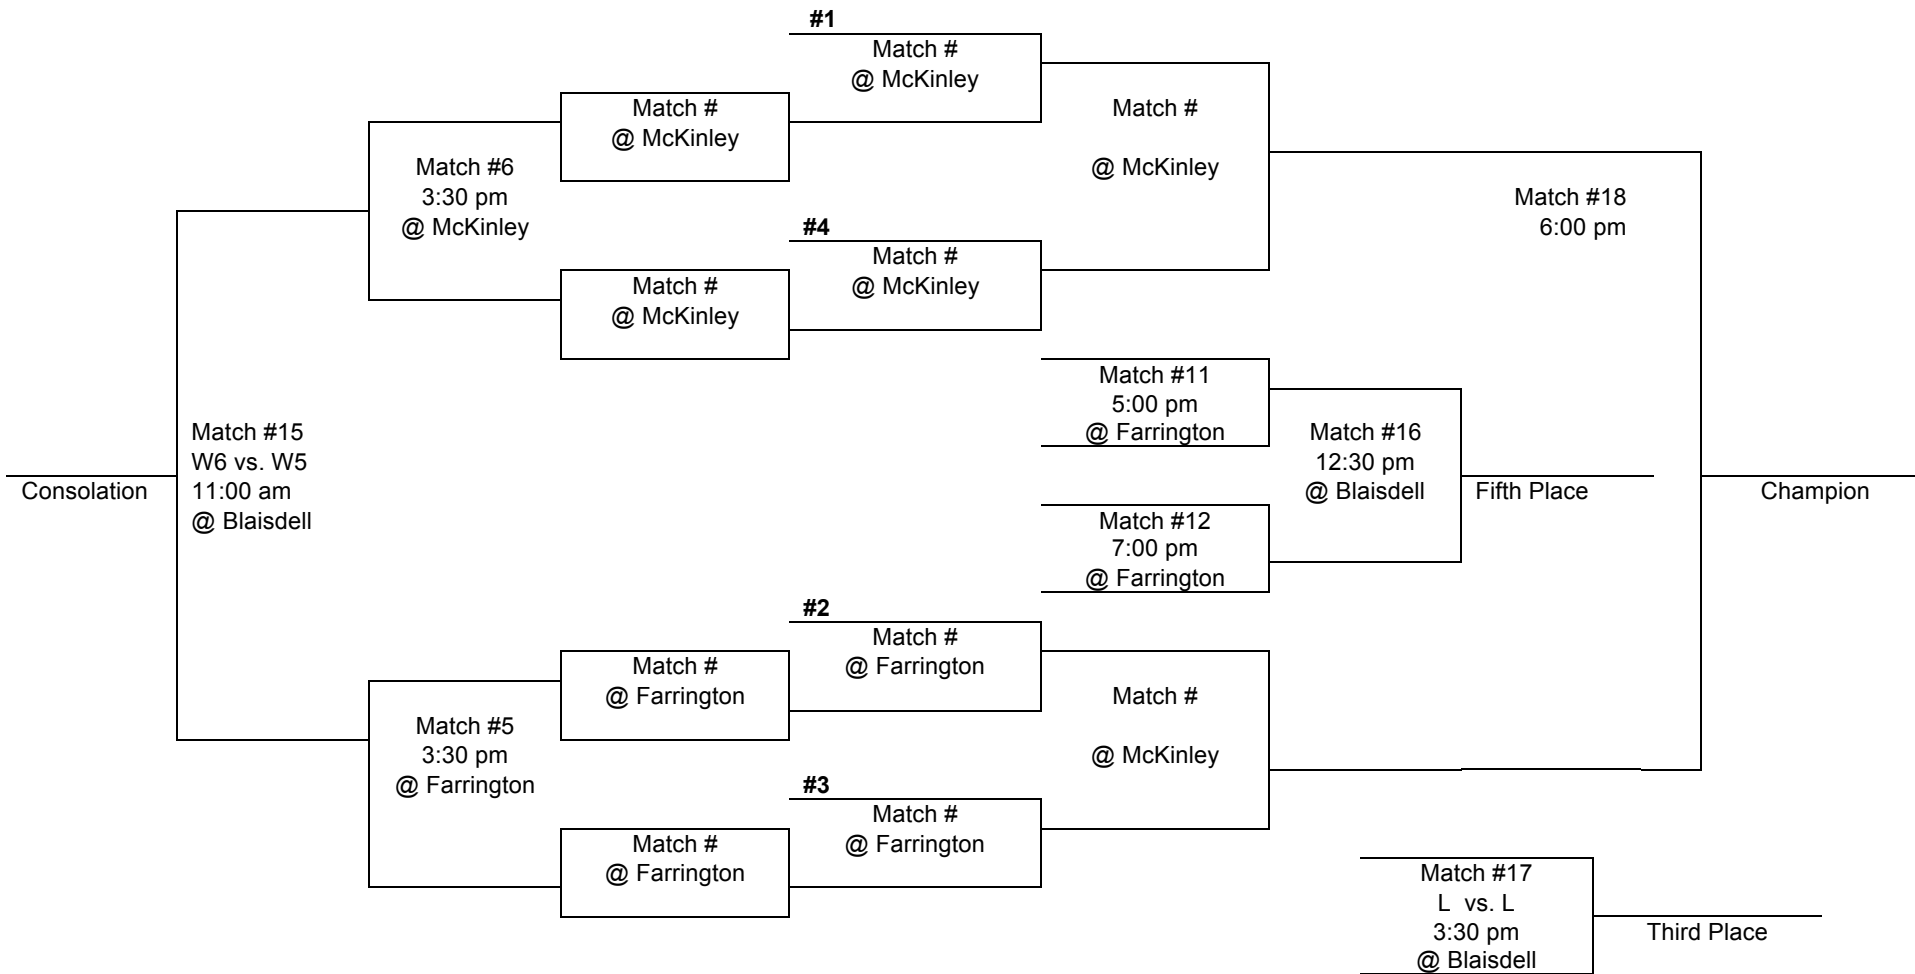 #1
Match #
@ McKinley
Match #
@ McKinley
Match #
@ McKinley
Match #6
3:30 pm
@ McKinley
Match #18
6:00 pm
#4
Match #
@ McKinley
Match #
@ McKinley
Match #11
5:00 pm
@ Farrington
Match #15
W6 vs. W5
11:00 am
@ Blaisdell
Consolation
Match #16
12:30 pm
@ Blaisdell
Fifth Place
Champion
Match #12
7:00 pm
@ Farrington
#2
Match #
@ Farrington
Match #
@ Farrington
Match #
@ McKinley
Match #5
3:30 pm
@ Farrington
#3
Match #
@ Farrington
Match #
@ Farrington
Match #17
L vs. L
3:30 pm
@ Blaisdell
Third Place